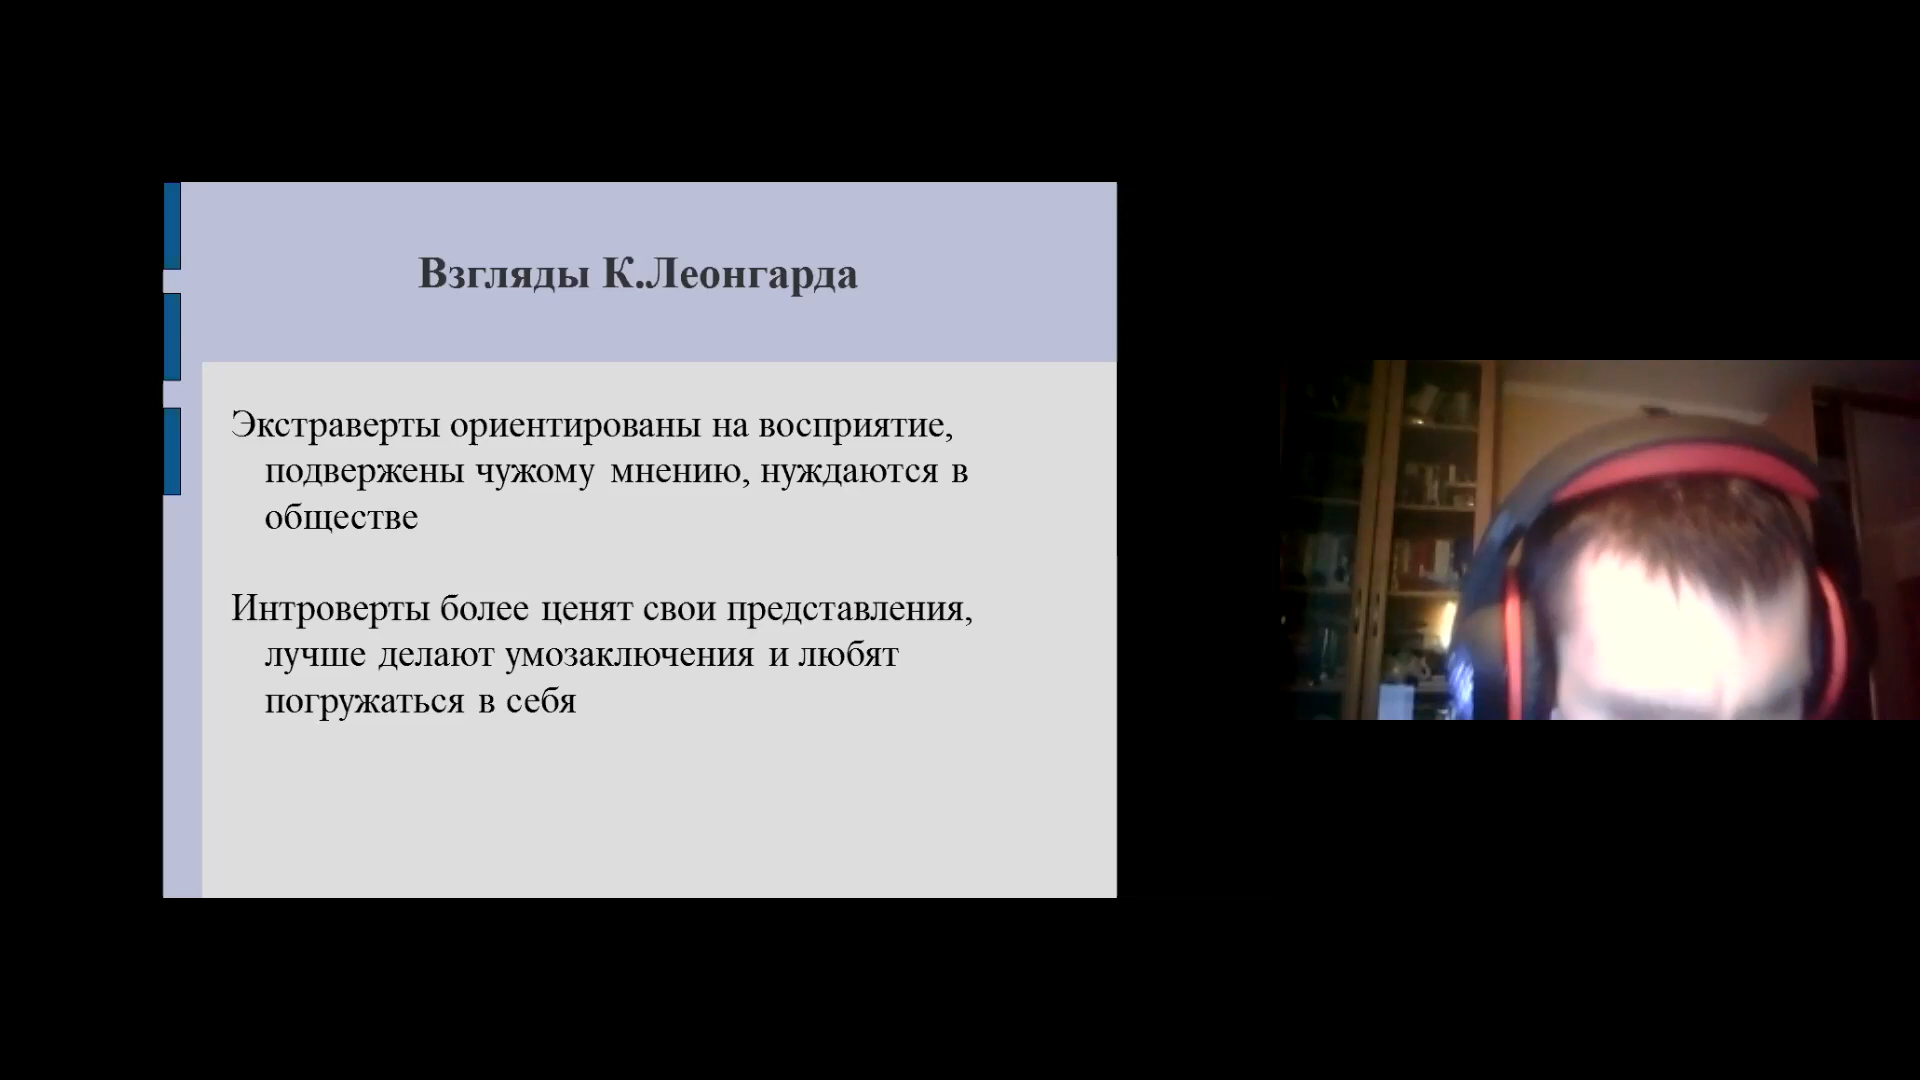 Взгляды К.Леонгарда
Экстраверты ориентированы на восприятие,
подвержены чужому мнению, нуждаются в
обществе
Интроверты более ценят свои представления,
лучше делают умозаключения и любят
погружаться в себя